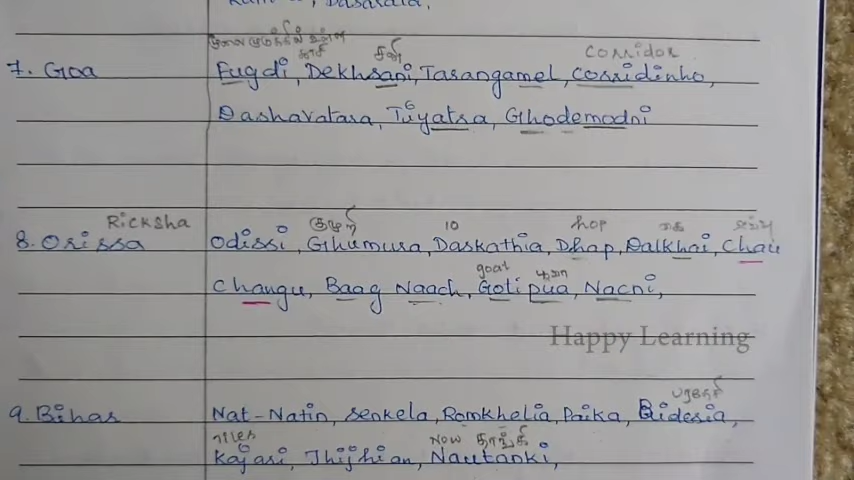 Dasarata,
corridor
7. Goa Fugdi, Dekhsani, Tarangamel, Corridinho,
Dashavatara, Tiyatra, Ghodemodni
Ricksha 10 hop
8. Orissa Odissi, Ghumura, Daskathia, Dhap, Dalkhai, Chau
goat
Changu, Baag Naach, Gotipua, Nacni,
Happy Learning
9. Bihar Nat-Natin, Senkela, Romkhelia, Paika, Bidesia,
Now
Kajari, Jhijhian, Nautanki,